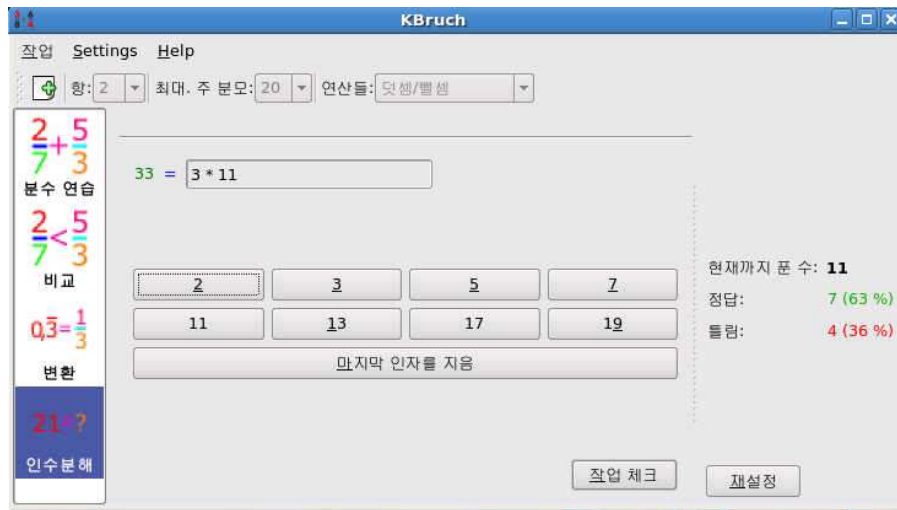 KBruch
작업 Settings Help
항: 2 최대. 주 분모: 20 연산들: 덧셈/뺄셈
2/7 + 5/3
분수 연습
2/7 < 5/3
비교
0,3̅ = 1/3
변환
21=?
인수분해
33 = 3 * 11
2 3 5 7
11 13 17 19
마지막 인자를 지음
작업 체크
현재까지 푼 수: 11
정답: 7 (63 %)
틀림: 4 (36 %)
재설정